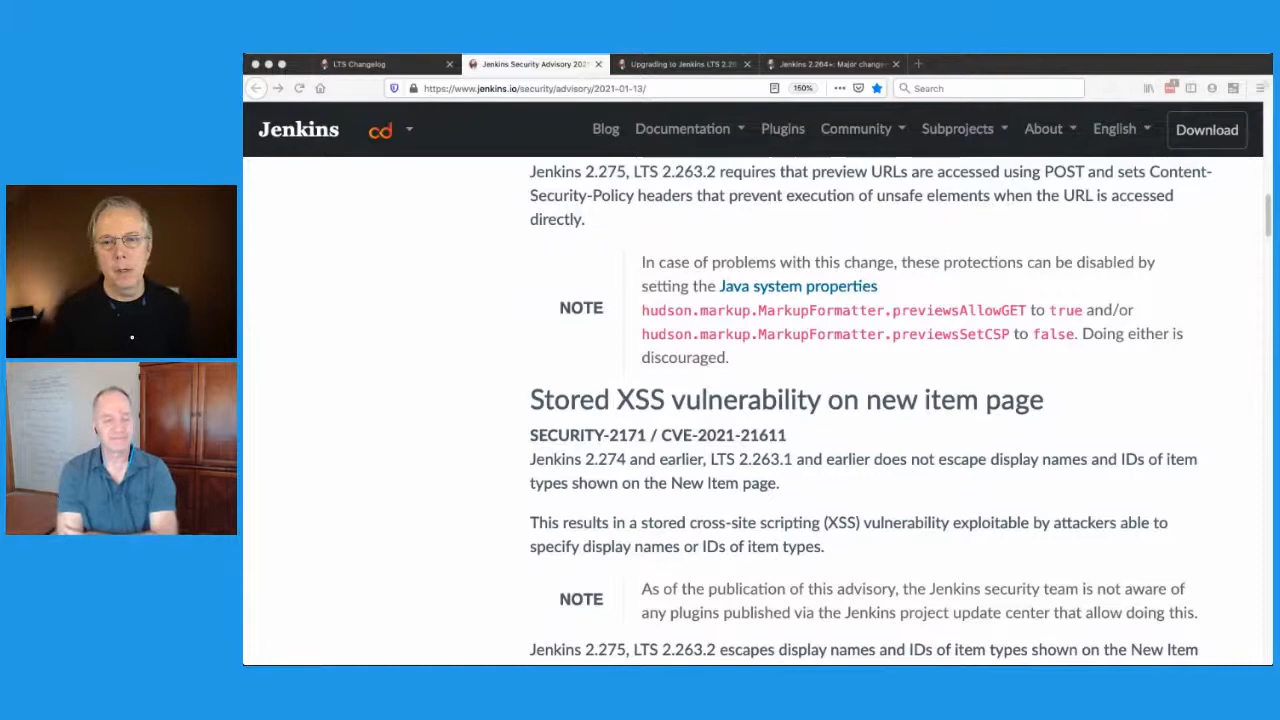 LTS Changelog
Jenkins Security Advisory 202
Upgrading to Jenkins LTS 2.26
Jenkins 2.264+: Major change
https://www.jenkins.io/security/advisory/2021-01-13/
150%
Search
Jenkins
cd
Blog
Documentation
Plugins
Community
Subprojects
About
English
Download
Jenkins 2.275, LTS 2.263.2 requires that preview URLs are accessed using POST and sets Content-
Security-Policy headers that prevent execution of unsafe elements when the URL is accessed
directly.
NOTE
In case of problems with this change, these protections can be disabled by
setting the Java system properties
hudson.markup.MarkupFormatter.previewsAllowGET to true and/or
hudson.markup.MarkupFormatter.previewsSetCSP to false. Doing either is
discouraged.
Stored XSS vulnerability on new item page
SECURITY-2171 / CVE-2021-21611
Jenkins 2.274 and earlier, LTS 2.263.1 and earlier does not escape display names and IDs of item
types shown on the New Item page.
This results in a stored cross-site scripting (XSS) vulnerability exploitable by attackers able to
specify display names or IDs of item types.
NOTE
As of the publication of this advisory, the Jenkins security team is not aware of
any plugins published via the Jenkins project update center that allow doing this.
Jenkins 2.275, LTS 2.263.2 escapes display names and IDs of item types shown on the New Item